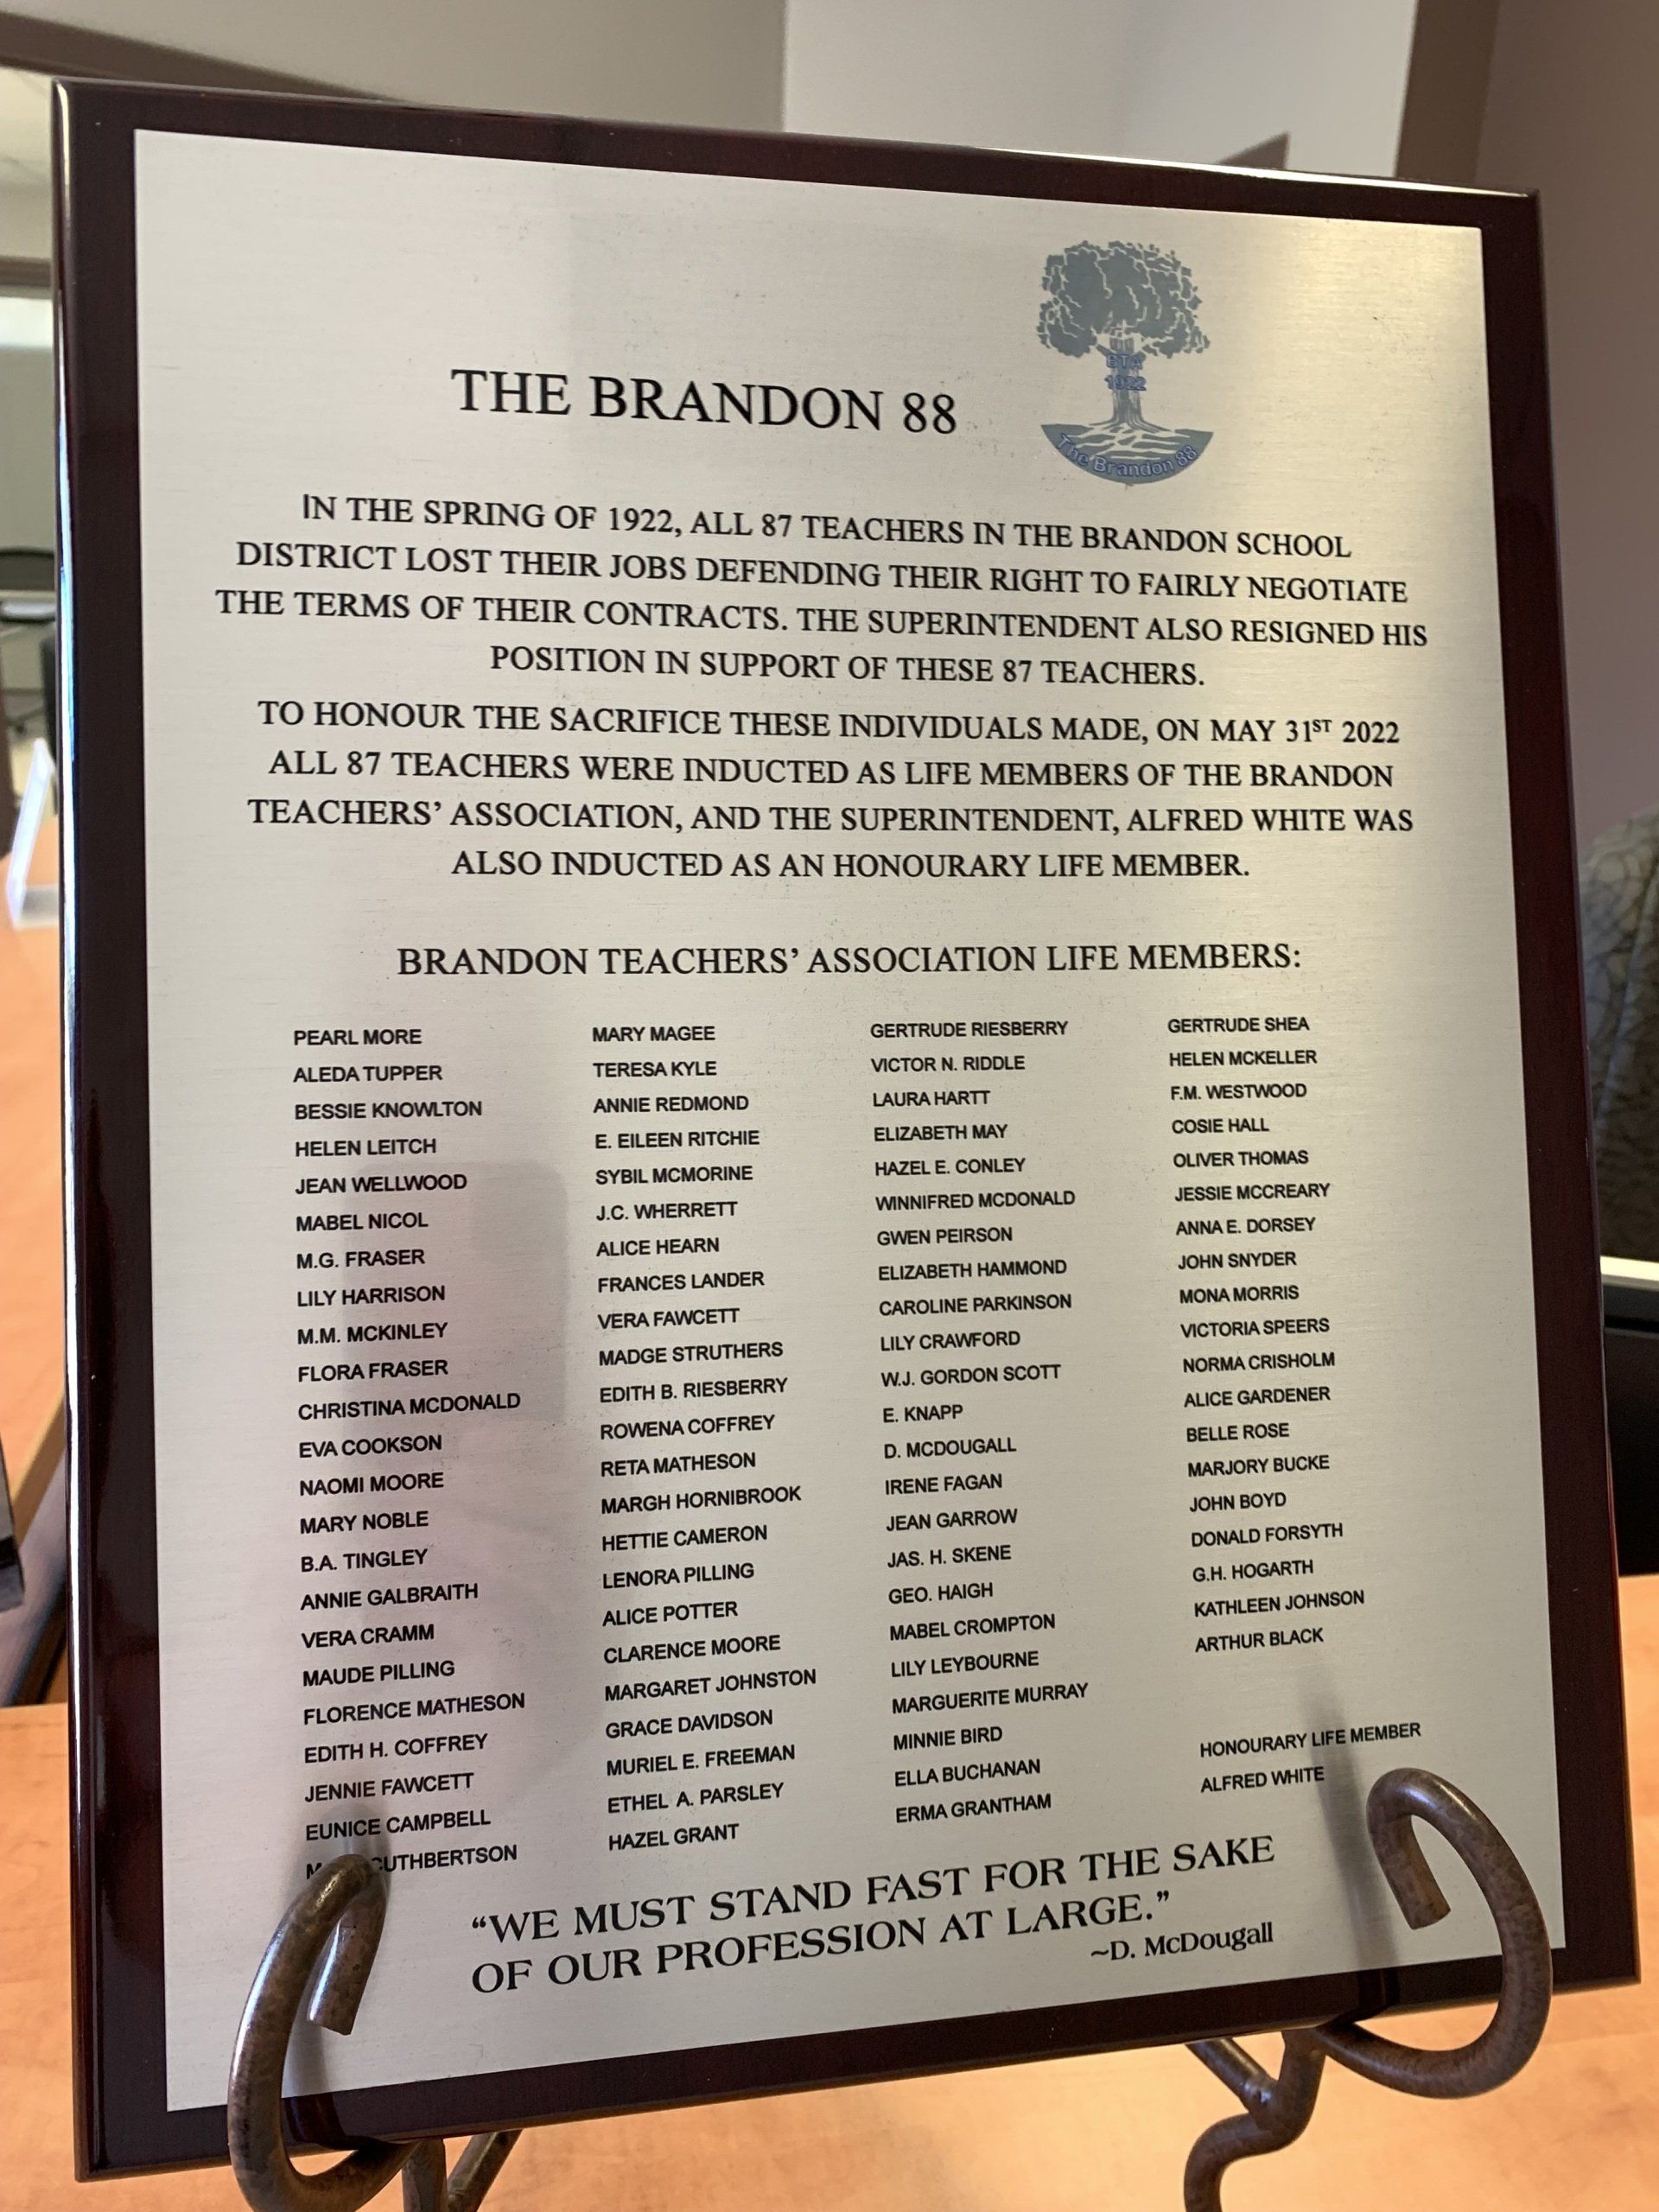 BTA
1922
The Brandon 88
THE BRANDON 88
IN THE SPRING OF 1922, ALL 87 TEACHERS IN THE BRANDON SCHOOL
DISTRICT LOST THEIR JOBS DEFENDING THEIR RIGHT TO FAIRLY NEGOTIATE
THE TERMS OF THEIR CONTRACTS. THE SUPERINTENDENT ALSO RESIGNED HIS
POSITION IN SUPPORT OF THESE 87 TEACHERS.
TO HONOUR THE SACRIFICE THESE INDIVIDUALS MADE, ON MAY 31ST 2022
ALL 87 TEACHERS WERE INDUCTED AS LIFE MEMBERS OF THE BRANDON
TEACHERS’ ASSOCIATION, AND THE SUPERINTENDENT, ALFRED WHITE WAS
ALSO INDUCTED AS AN HONOURARY LIFE MEMBER.
BRANDON TEACHERS’ ASSOCIATION LIFE MEMBERS:
PEARL MORE
ALEDA TUPPER
BESSIE KNOWLTON
HELEN LEITCH
JEAN WELLWOOD
MABEL NICOL
M.G. FRASER
LILY HARRISON
M.M. MCKINLEY
FLORA FRASER
CHRISTINA MCDONALD
EVA COOKSON
NAOMI MOORE
MARY NOBLE
B.A. TINGLEY
ANNIE GALBRAITH
VERA CRAMM
MAUDE PILLING
FLORENCE MATHESON
EDITH H. COFFREY
JENNIE FAWCETT
EUNICE CAMPBELL
CUTHBERTSON
MARY MAGEE
TERESA KYLE
ANNIE REDMOND
E. EILEEN RITCHIE
SYBIL MCMORINE
J.C. WHERRETT
ALICE HEARN
FRANCES LANDER
VERA FAWCETT
MADGE STRUTHERS
EDITH B. RIESBERRY
ROWENA COFFREY
RETA MATHESON
MARGH HORNIBROOK
HETTIE CAMERON
LENORA PILLING
ALICE POTTER
CLARENCE MOORE
MARGARET JOHNSTON
GRACE DAVIDSON
MURIEL E. FREEMAN
ETHEL A. PARSLEY
HAZEL GRANT
GERTRUDE RIESBERRY
VICTOR N. RIDDLE
LAURA HARTT
ELIZABETH MAY
HAZEL E. CONLEY
WINNIFRED MCDONALD
GWEN PEIRSON
ELIZABETH HAMMOND
CAROLINE PARKINSON
LILY CRAWFORD
W.J. GORDON SCOTT
E. KNAPP
D. MCDOUGALL
IRENE FAGAN
JEAN GARROW
JAS. H. SKENE
GEO. HAIGH
MABEL CROMPTON
LILY LEYBOURNE
MARGUERITE MURRAY
MINNIE BIRD
ELLA BUCHANAN
ERMA GRANTHAM
GERTRUDE SHEA
HELEN MCKELLER
F.M. WESTWOOD
COSIE HALL
OLIVER THOMAS
JESSIE MCCREARY
ANNA E. DORSEY
JOHN SNYDER
MONA MORRIS
VICTORIA SPEERS
NORMA CRISHOLM
ALICE GARDENER
BELLE ROSE
MARJORY BUCKE
JOHN BOYD
DONALD FORSYTH
G.H. HOGARTH
KATHLEEN JOHNSON
ARTHUR BLACK
HONOURARY LIFE MEMBER
ALFRED WHITE
“WE MUST STAND FAST FOR THE SAKE
OF OUR PROFESSION AT LARGE.”
~D. McDougall